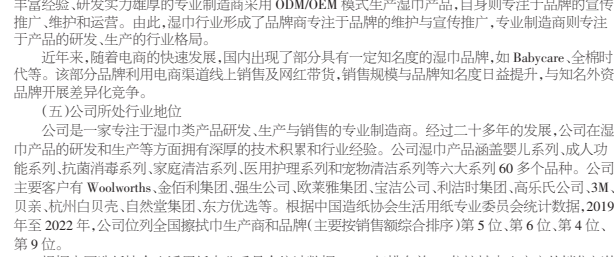 丰富经验、研发实力雄厚的专业制造商采用 ODM/OEM 模式生产湿巾产品,自身则专注于品牌的宣传
推广、维护和运营。由此,湿巾行业形成了品牌商专注于品牌的维护与宣传推广,专业制造商则专注
于产品的研发、生产的行业格局。
近年来,随着电商的快速发展,国内出现了部分具有一定知名度的湿巾品牌,如 Babycare、全棉时
代等。该部分品牌利用电商渠道线上销售及网红带货,销售规模与品牌知名度日益提升,与知名外资
品牌开展差异化竞争。
(五)公司所处行业地位
公司是一家专注于湿巾类产品研发、生产与销售的专业制造商。经过二十多年的发展,公司在湿
巾产品的研发和生产等方面拥有深厚的技术积累和行业经验。公司湿巾产品涵盖婴儿系列、成人功
能系列、抗菌消毒系列、家庭清洁系列、医用护理系列和宠物清洁系列等六大系列 60 多个品种。公司
主要客户有 Woolworths、金佰利集团、强生公司、欧莱雅集团、宝洁公司、利洁时集团、高乐氏公司、3M、
贝亲、杭州白贝壳、自然堂集团、东方优选等。根据中国造纸协会生活用纸专业委员会统计数据,2019
年至 2022 年,公司位列全国擦拭巾生产商和品牌(主要按销售额综合排序)第 5 位、第 6 位、第 4 位、
第 9 位。